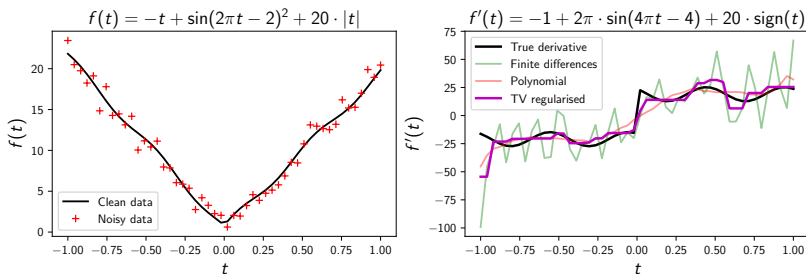 f(t) = −t + sin(2πt − 2)² + 20 · |t|
20
15
10
5
0
f(t)
Clean data
Noisy data
−1.00
−0.75
−0.50
−0.25
0.00
0.25
0.50
0.75
1.00
t
f′(t) = −1 + 2π · sin(4πt − 4) + 20 · sign(t)
75
50
25
0
−25
−50
−75
−100
f′(t)
True derivative
Finite differences
Polynomial
TV regularised
−1.00
−0.75
−0.50
−0.25
0.00
0.25
0.50
0.75
1.00
t